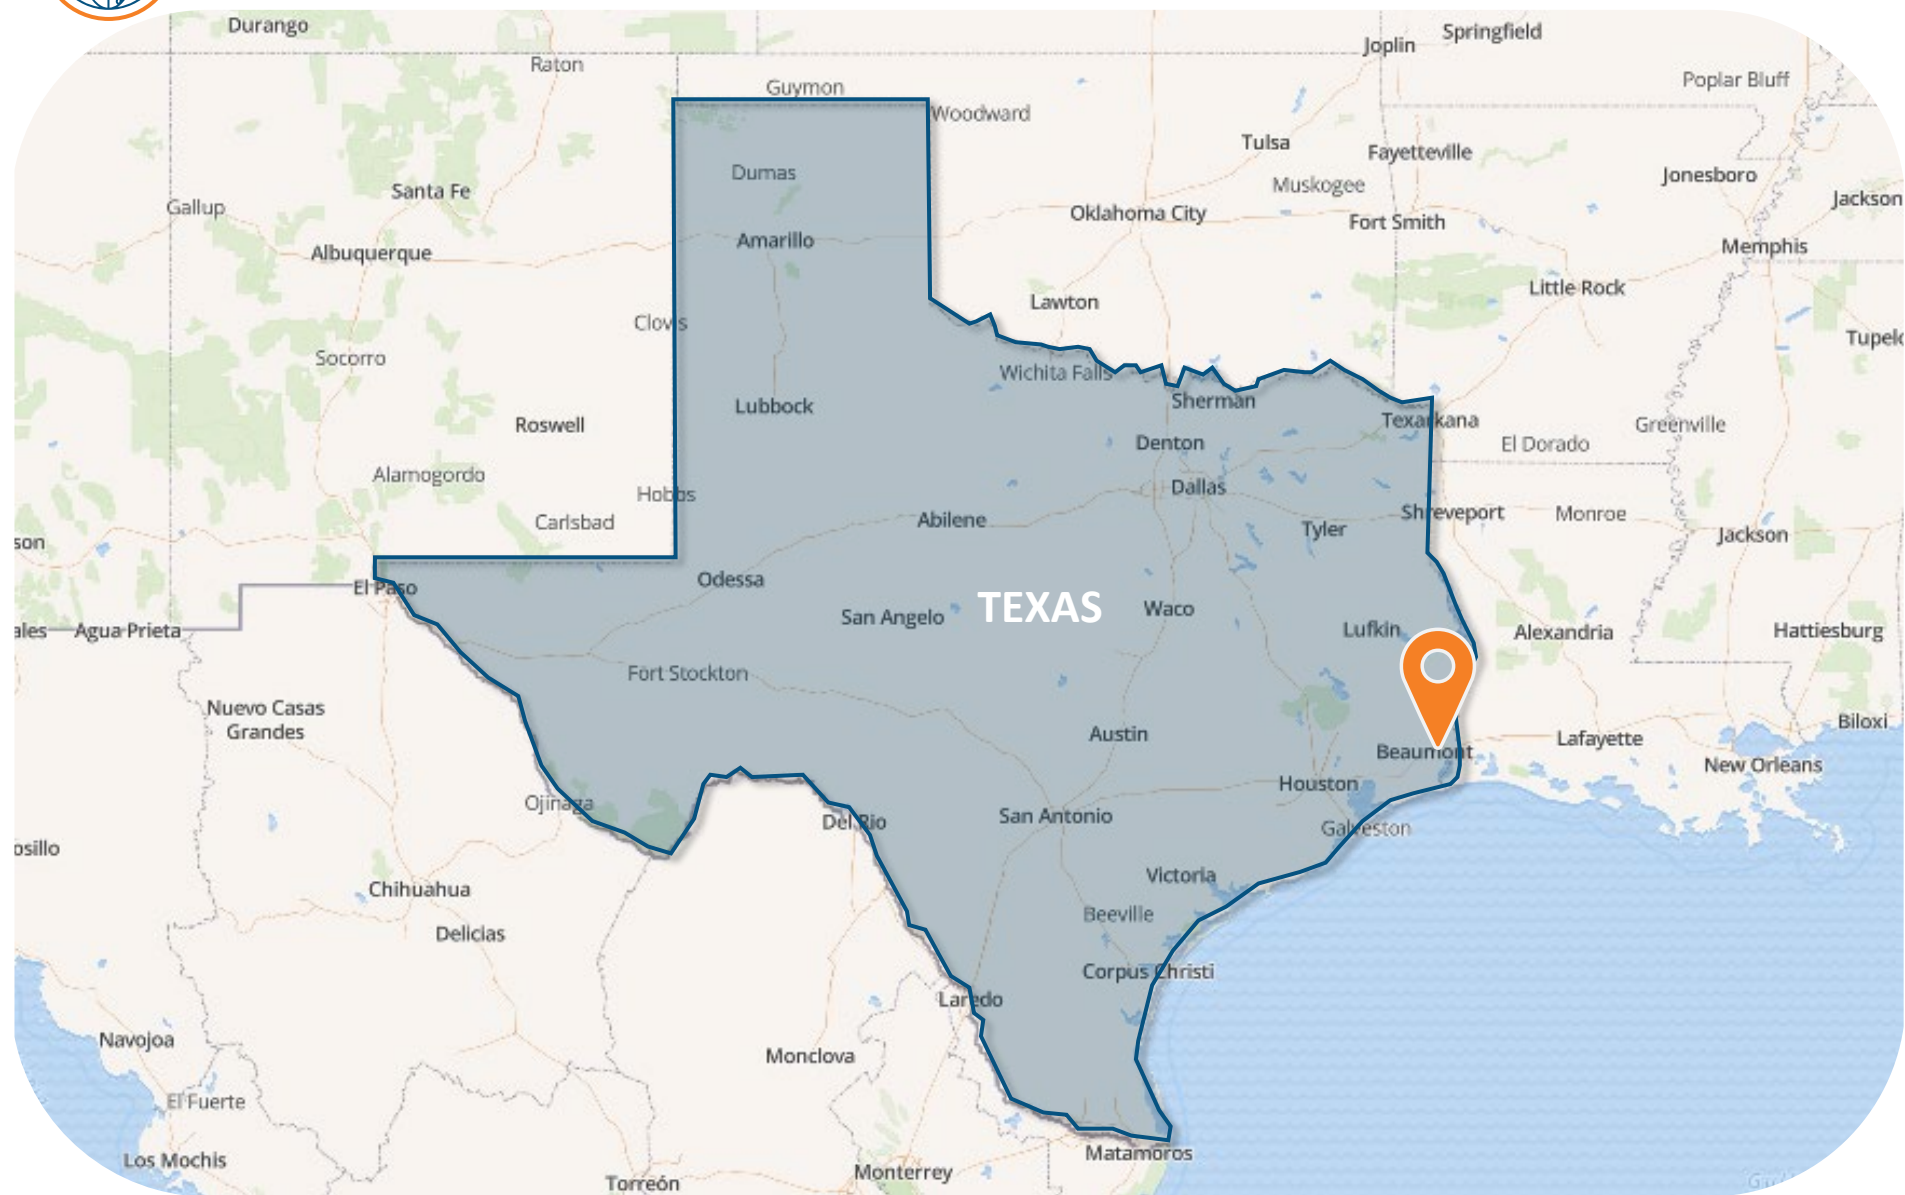 Durango
Springfield
Joplin
Raton
Poplar Bluff
Guymon
Woodward
Tulsa
Fayetteville
Dumas
Jonesboro
Muskogee
Santa Fe
Jackson
Gallup
Oklahoma City
Fort Smith
Amarillo
Memphis
Albuquerque
Little Rock
Lawton
Clovis
Tupelo
Socorro
Wichita Falls
Sherman
Lubbock
Texarkana
Roswell
Greenville
Denton
El Dorado
Alamogordo
Dallas
Hobbs
Shreveport
Monroe
Abilene
Carlsbad
Tyler
Jackson
son
Odessa
El Paso
TEXAS
Waco
San Angelo
ales
Agua Prieta
Lufkin
Alexandria
Hattiesburg
Fort Stockton
Nuevo Casas
Grandes
Biloxi
Austin
Lafayette
Beaumont
New Orleans
Houston
Ojinaga
San Antonio
Del Rio
Galveston
osillo
Victoria
Chihuahua
Beeville
Delicias
Corpus Christi
Laredo
Navojoa
Monclova
El Fuerte
Matamoros
Los Mochis
Monterrey
Torreón